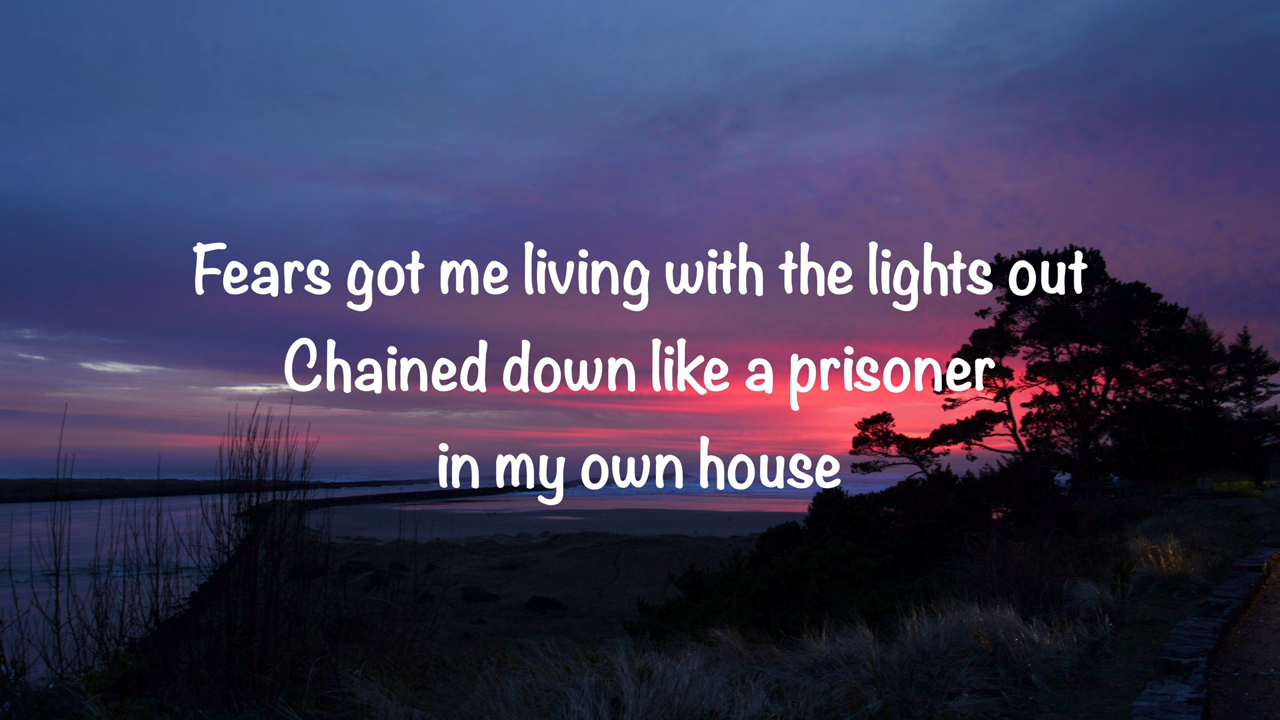 Fears got me living with the lights out
Chained down like a prisoner
in my own house